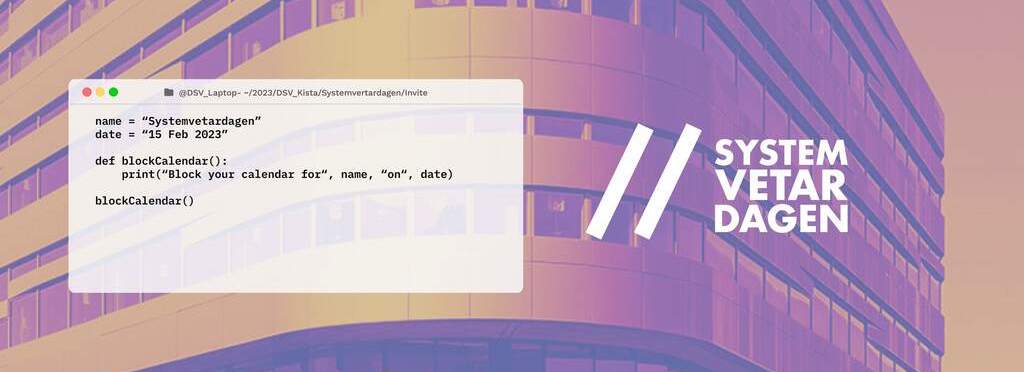 @DSV_Laptop- ~/2023/DSV_Kista/Systemvertardagen/Invite
name = “Systemvetardagen”
date = “15 Feb 2023”
def blockCalendar():
    print(“Block your calendar for“, name, “on“, date)
blockCalendar()
// SYSTEM
VETAR
DAGEN